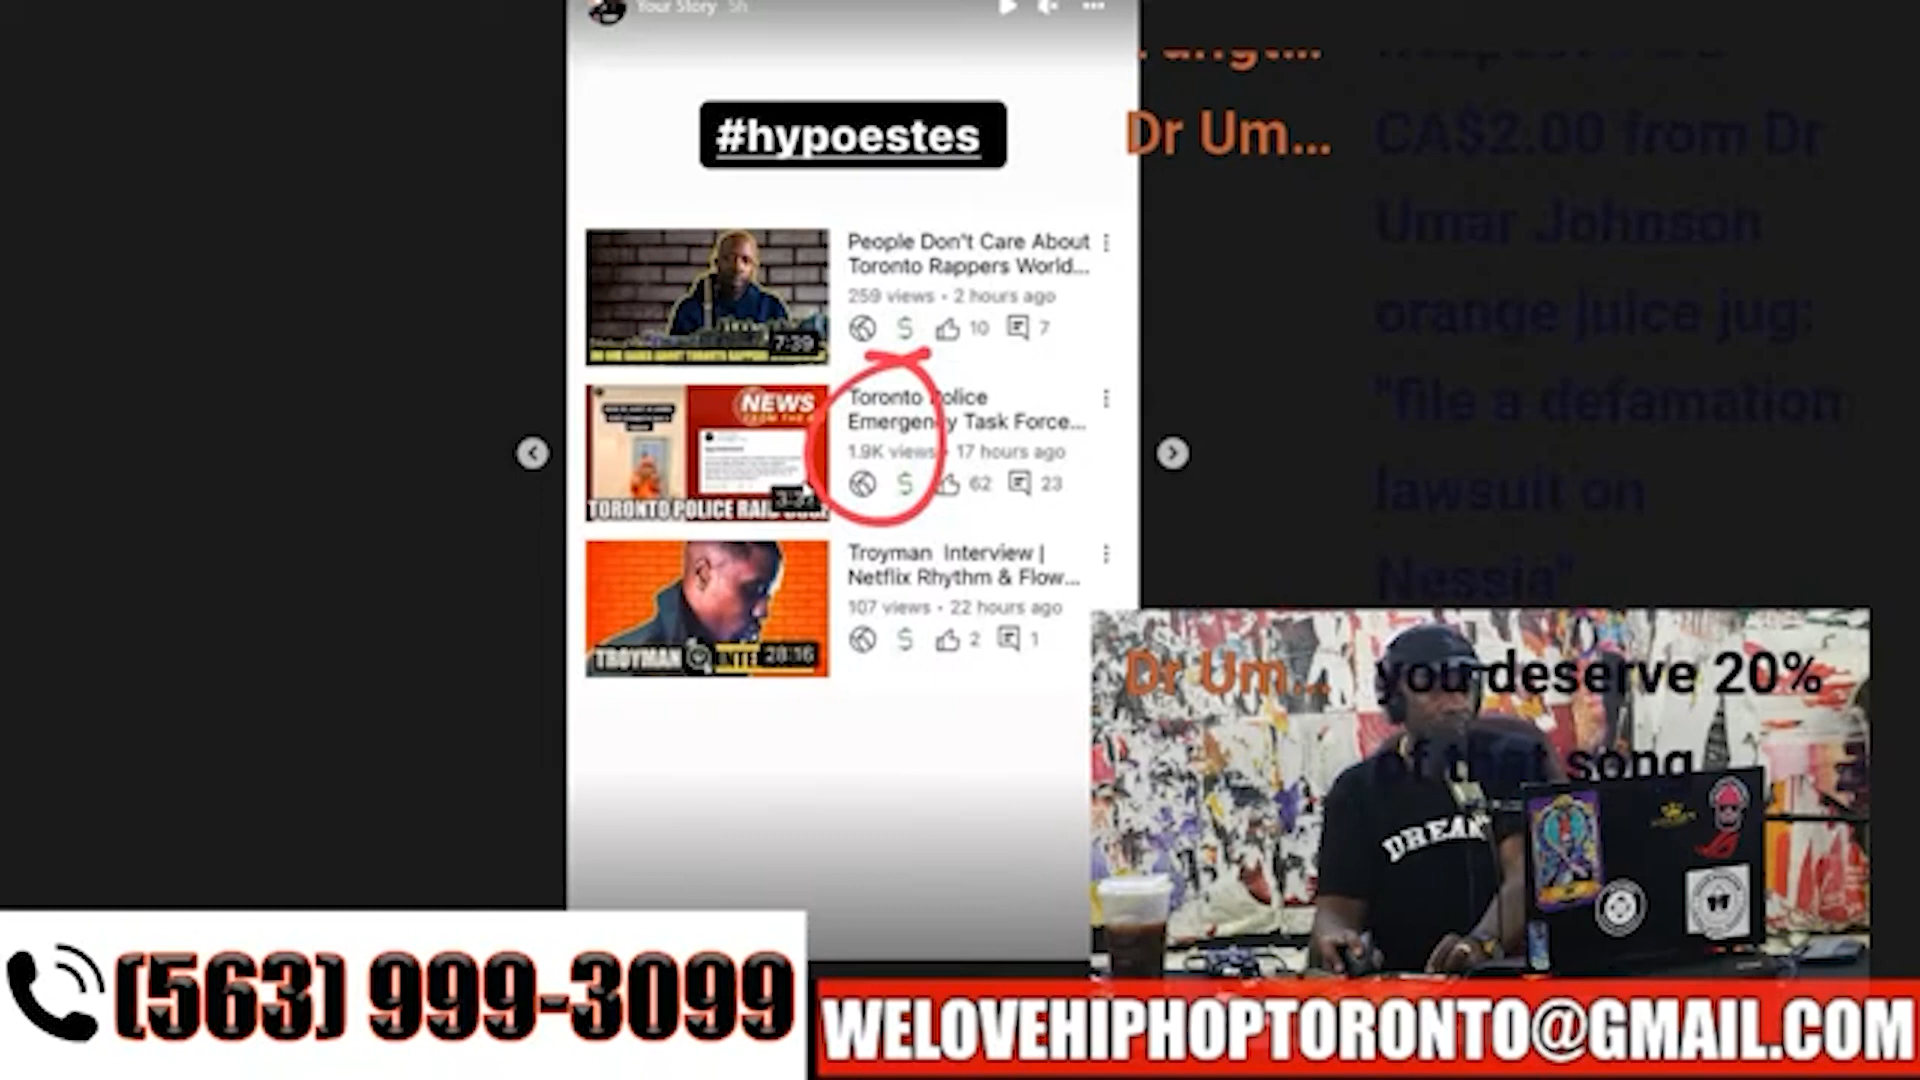 Your Story 5h
#hypoestes
People Don't Care About
Toronto Rappers World...
259 views • 2 hours ago
10 7
7:39
NEWS
Toronto Police
Emergency Task Force...
1.9K views • 17 hours ago
62 23
TORONTO POLICE RAID
Troyman Interview |
Netflix Rhythm & Flow...
107 views • 22 hours ago
2 1
TROYMAN
28:16
Dr Um...
CA$2.00 from Dr
Umar Johnson
orange juice jug:
"file a defamation
lawsuit on
Nessia"
Dr Um...
you deserve 20%
of that song
DREAM
(563) 999-3099
WELOVEHIPHOPTORONTO@GMAIL.COM